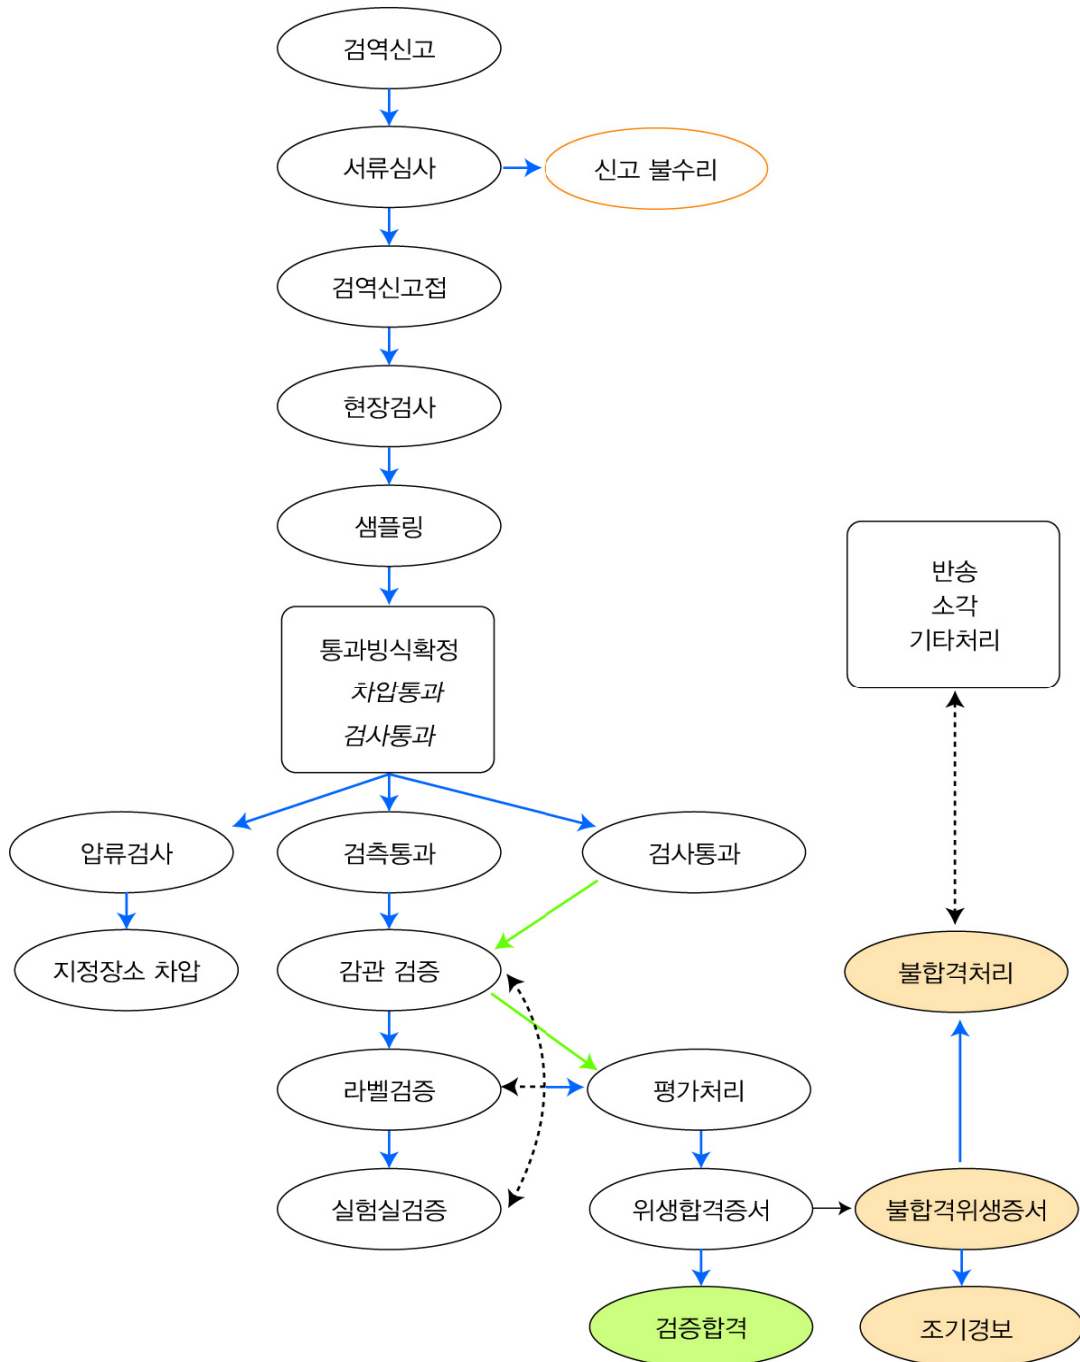 검역신고
서류심사
신고 불수리
검역신고접
현장검사
샘플링
반송
소각
기타처리
통과빙식확정
차압통과
검사통과
압류검사
검측통과
검사통과
지정장소 차압
감관 검증
불합격처리
라벨검증
평가처리
실험실검증
위생합격증서
불합격위생증서
검증합격
조기경보